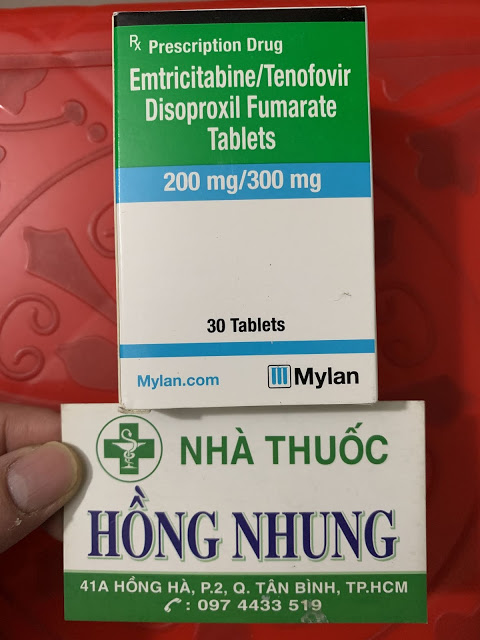 Rx Prescription Drug
Emtricitabine/Tenofovir
Disoproxil Fumarate
Tablets
200 mg/300 mg
30 Tablets
Mylan.com
Mylan
NHÀ THUỐC
HỒNG NHUNG
41A HỒNG HÀ, P.2, Q. TÂN BÌNH, TP.HCM
: 097 4433 519